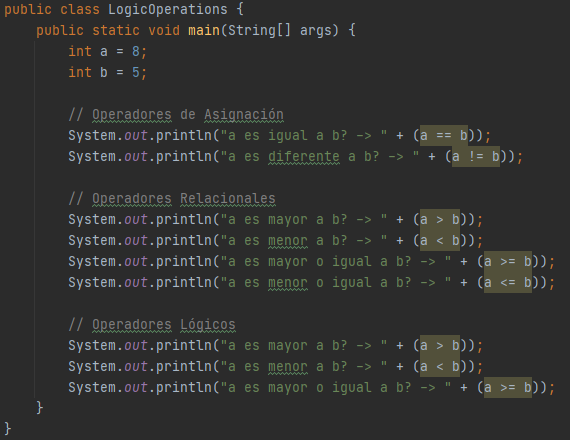 public class LogicOperations {
    public static void main(String[] args) {
        int a = 8;
        int b = 5;

        // Operadores de Asignación
        System.out.println("a es igual a b? -> " + (a == b));
        System.out.println("a es diferente a b? -> " + (a != b));

        // Operadores Relacionales
        System.out.println("a es mayor a b? -> " + (a > b));
        System.out.println("a es menor a b? -> " + (a < b));
        System.out.println("a es mayor o igual a b? -> " + (a >= b));
        System.out.println("a es menor o igual a b? -> " + (a <= b));

        // Operadores Lógicos
        System.out.println("a es mayor a b? -> " + (a > b));
        System.out.println("a es menor a b? -> " + (a < b));
        System.out.println("a es mayor o igual a b? -> " + (a >= b));
    }
}